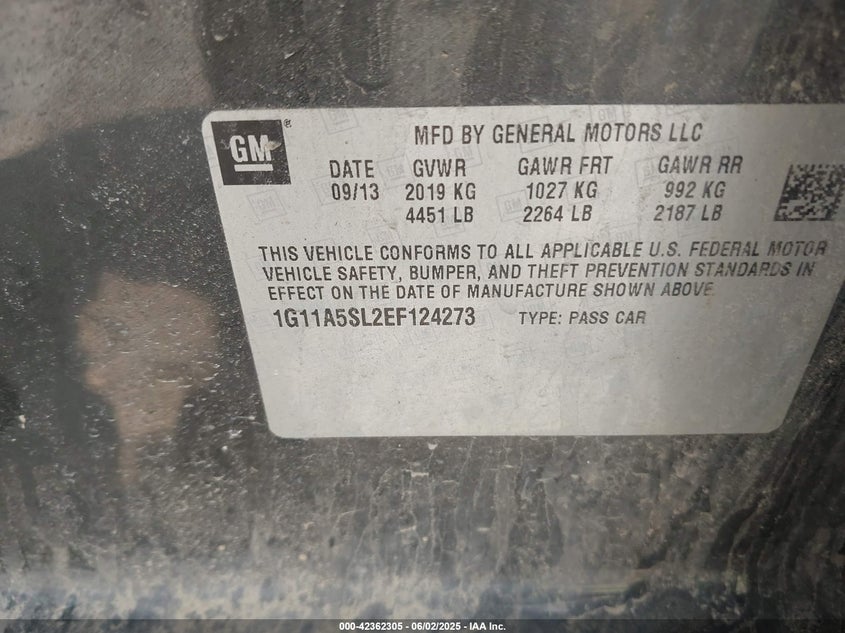 GM®
MFD BY GENERAL MOTORS LLC
DATE GVWR GAWR FRT GAWR RR
09/13 2019 KG 1027 KG 992 KG
4451 LB 2264 LB 2187 LB
THIS VEHICLE CONFORMS TO ALL APPLICABLE U.S. FEDERAL MOTOR
VEHICLE SAFETY, BUMPER, AND THEFT PREVENTION STANDARDS IN
EFFECT ON THE DATE OF MANUFACTURE SHOWN ABOVE.
1G11A5SL2EF124273 TYPE: PASS CAR
000-42362305 - 06/02/2025 - IAA Inc.